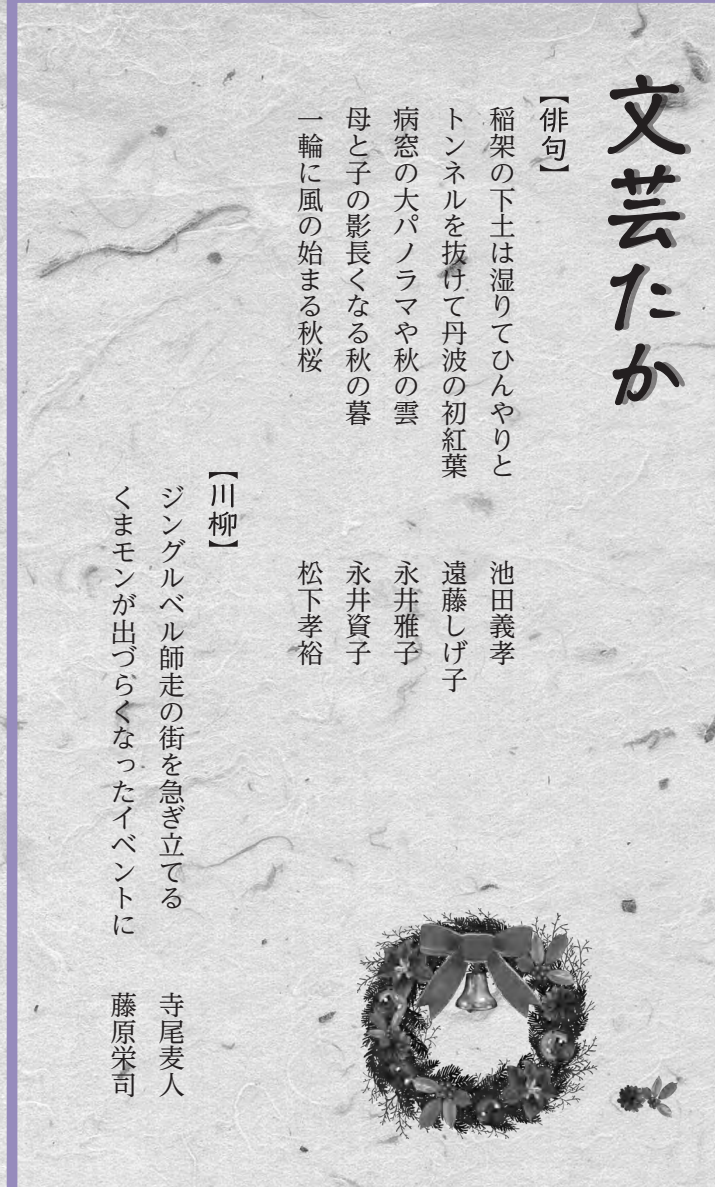 文芸たか
【俳句】
稲架の下土は湿りてひんやりと　池田義孝
トンネルを抜けて丹波の初紅葉　遠藤しげ子
病窓の大パノラマや秋の雲　永井雅子
母と子の影長くなる秋の暮　永井資子
一輪に風の始まる秋桜　松下孝裕
【川柳】
ジングルベル師走の街を急ぎ立てる　寺尾麦人
くまモンが出づらくなったイベントに　藤原栄司